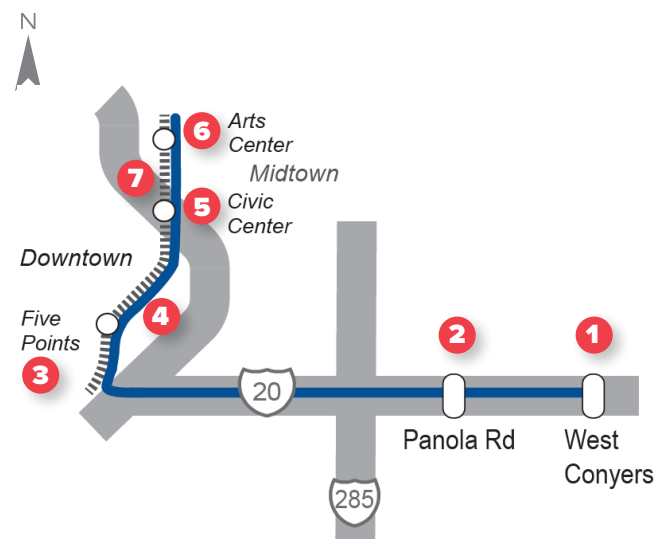 N
6
Arts
Center
Midtown
7
5
Civic
Center
Downtown
Five
Points
4
3
2
1
20
Panola Rd
West
Conyers
285